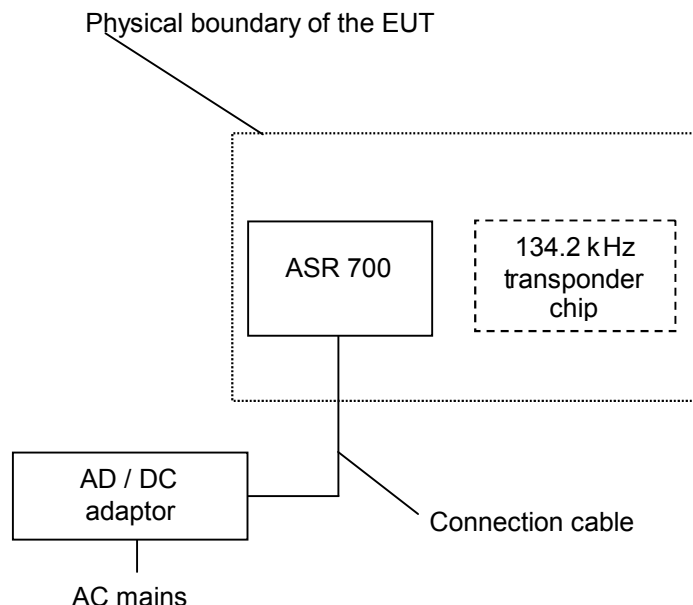 Physical boundary of the EUT
ASR 700
134.2 kHz
transponder
chip
AD / DC
adaptor
Connection cable
AC mains